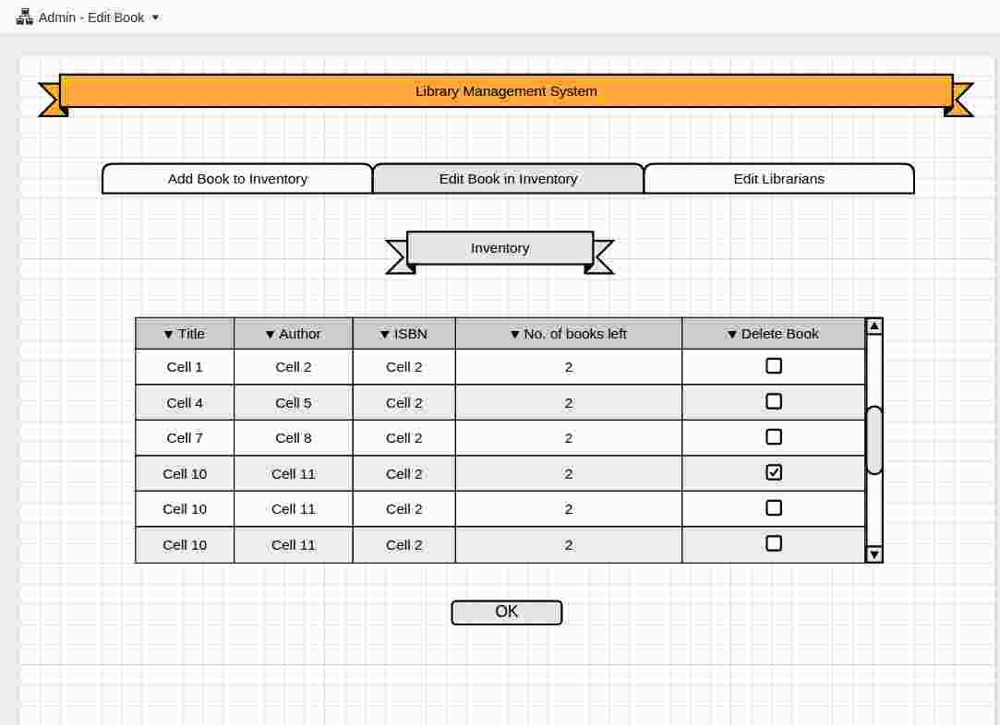 Admin - Edit Book
Library Management System
Add Book to Inventory Edit Book in Inventory Edit Librarians
Inventory
Title Author ISBN No. of books left Delete Book
Cell 1 Cell 2 Cell 2 2
Cell 4 Cell 5 Cell 2 2
Cell 7 Cell 8 Cell 2 2
Cell 10 Cell 11 Cell 2 2
Cell 10 Cell 11 Cell 2 2
Cell 10 Cell 11 Cell 2 2
OK